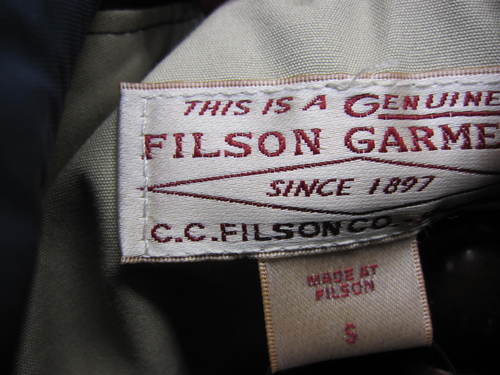 THIS IS A GENUINE
FILSON GARME
SINCE 1897
C.C. FILSON CO.
MADE AT
FILSON
S